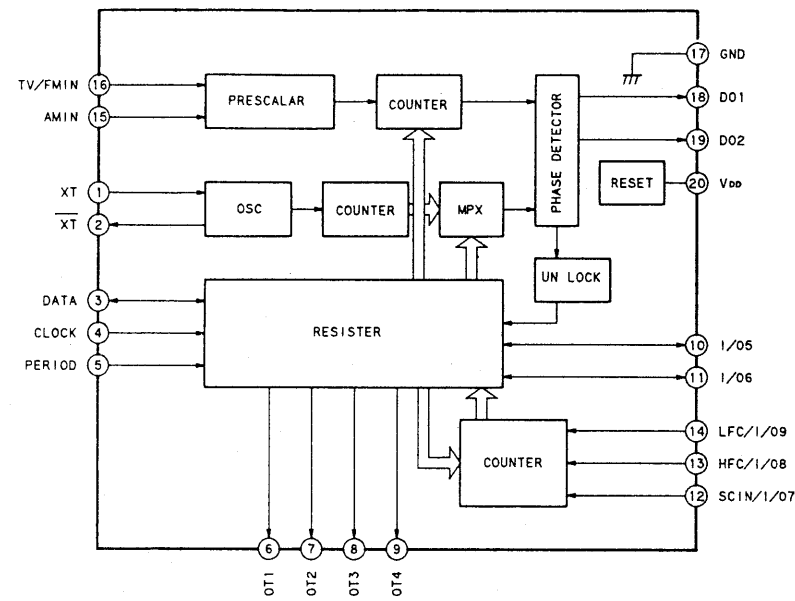 17 GND
TV/FMIN 16
PRESCALAR
COUNTER
18 DO1
AMIN 15
PHASE DETECTOR
19 DO2
XT 1
OSC
COUNTER
MPX
RESET
20 VDD
XT 2
UN LOCK
DATA 3
CLOCK 4
RESISTER
10 I/O5
PERIOD 5
11 I/O6
14 LFC/I/O9
COUNTER
13 HFC/I/O8
12 SCIN/I/O7
6 7 8 9
OT1 OT2 OT3 OT4